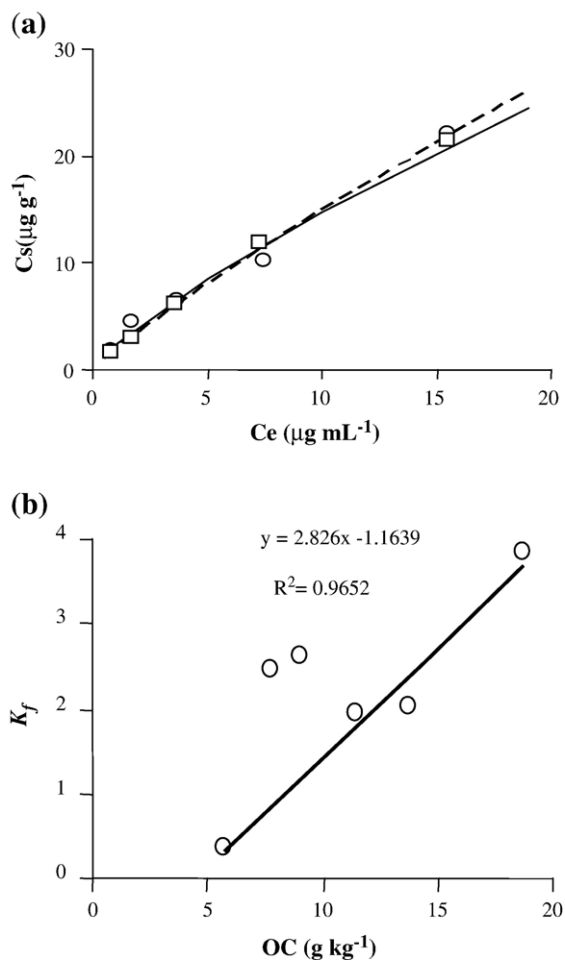 (a)
30
20
10
0
Cs(µg g-1)
0 5 10 15 20
Ce (µg mL-1)
(b)
y = 2.826x -1.1639
R2= 0.9652
4
3
2
1
0
Kf
0 5 10 15 20
OC (g kg-1)